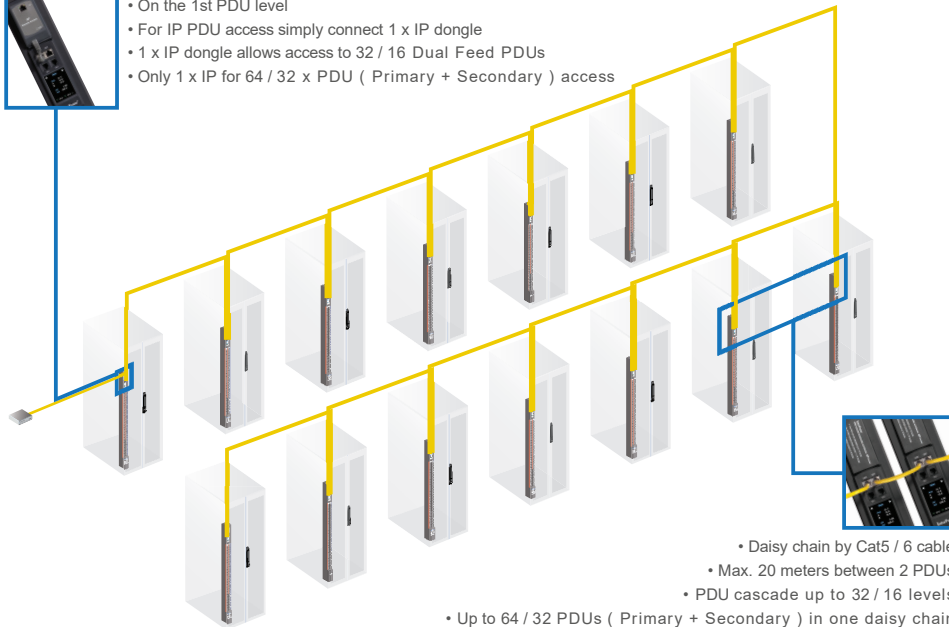 • On the 1st PDU level
• For IP PDU access simply connect 1 x IP dongle
• 1 x IP dongle allows access to 32 / 16 Dual Feed PDUs
• Only 1 x IP for 64 / 32 x PDU ( Primary + Secondary ) access
• Daisy chain by Cat5 / 6 cable
• Max. 20 meters between 2 PDUs
• PDU cascade up to 32 / 16 levels
• Up to 64 / 32 PDUs ( Primary + Secondary ) in one daisy chain